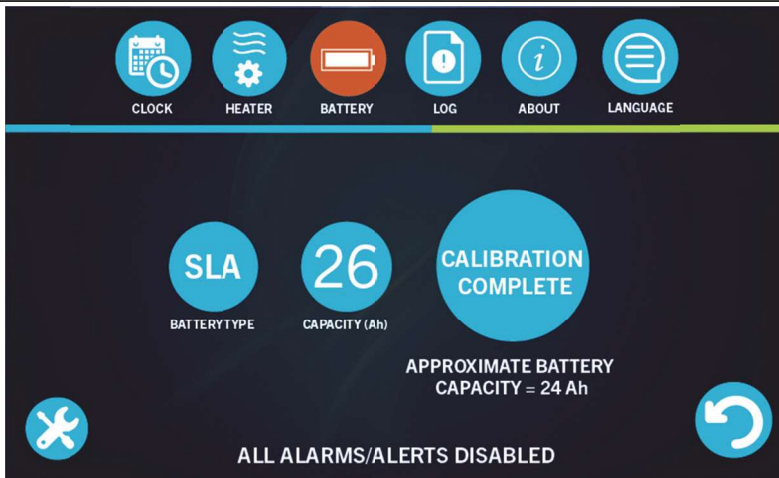 CLOCK
HEATER
BATTERY
LOG
ABOUT
LANGUAGE
SLA
26
CALIBRATION
COMPLETE
BATTERYTYPE
CAPACITY (Ah)
APPROXIMATE BATTERY
CAPACITY = 24 Ah
ALL ALARMS/ALERTS DISABLED